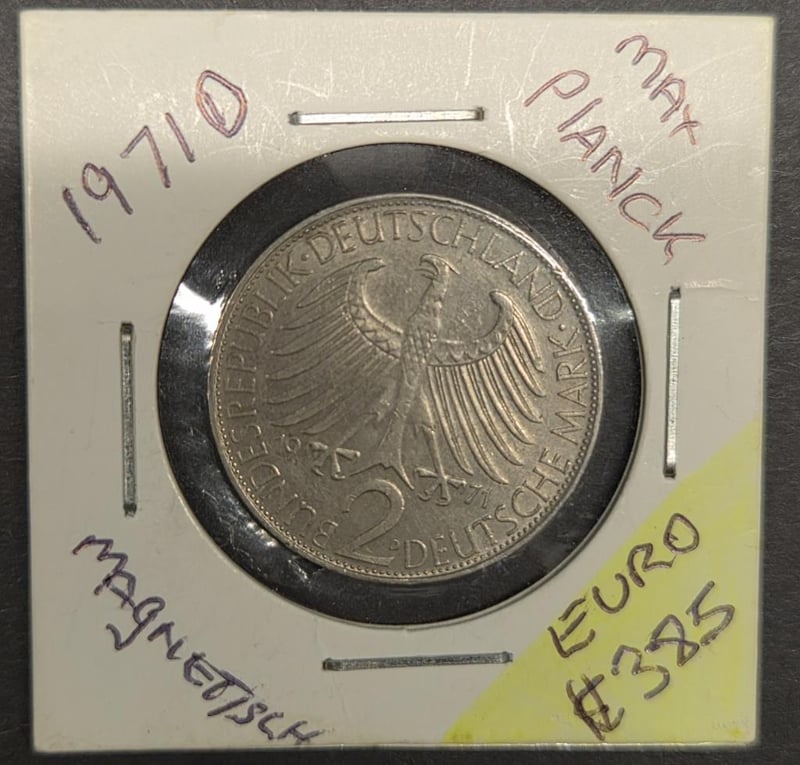 1971D
MAX
PLANCK
BUNDESREPUBLIK · DEUTSCHLAND ·
19 71
2 D DEUTSCHE MARK
MAGNETISCH
EURO
€385